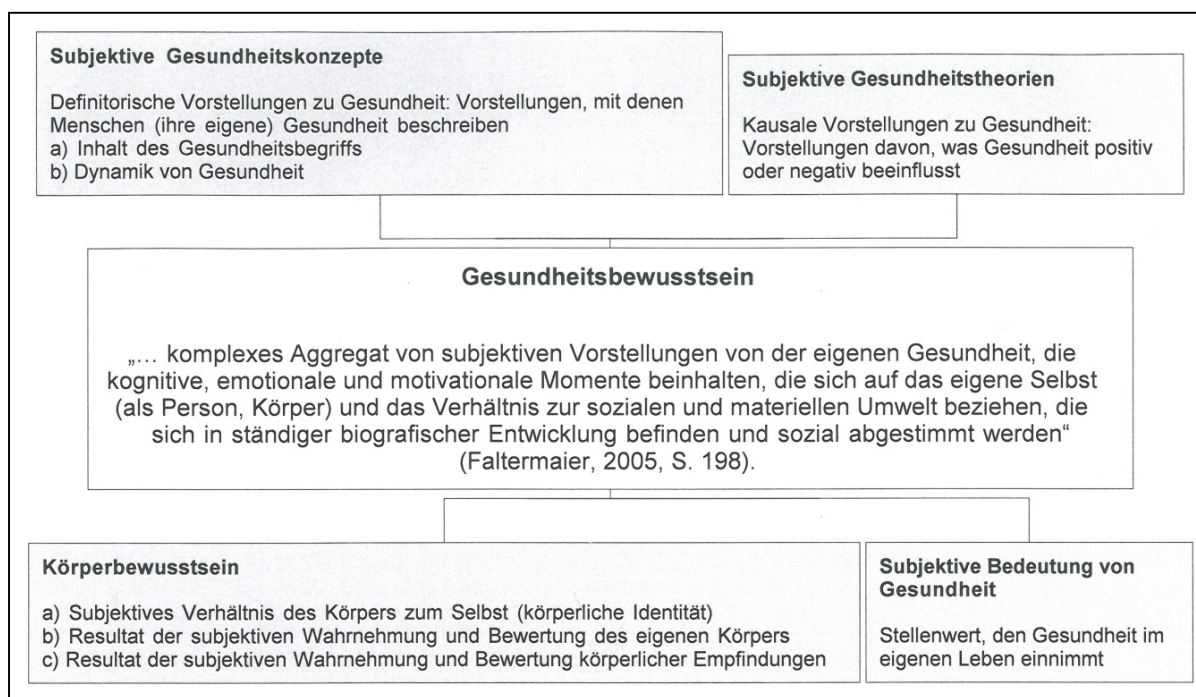 Subjektive Gesundheitskonzepte
Definitorische Vorstellungen zu Gesundheit: Vorstellungen, mit denen
Menschen (ihre eigene) Gesundheit beschreiben
a) Inhalt des Gesundheitsbegriffs
b) Dynamik von Gesundheit
Subjektive Gesundheitstheorien
Kausale Vorstellungen zu Gesundheit:
Vorstellungen davon, was Gesundheit positiv
oder negativ beeinflusst
Gesundheitsbewusstsein
„... komplexes Aggregat von subjektiven Vorstellungen von der eigenen Gesundheit, die
kognitive, emotionale und motivationale Momente beinhalten, die sich auf das eigene Selbst
(als Person, Körper) und das Verhältnis zur sozialen und materiellen Umwelt beziehen, die
sich in ständiger biografischer Entwicklung befinden und sozial abgestimmt werden“
(Faltermaier, 2005, S. 198).
Körperbewusstsein
a) Subjektives Verhältnis des Körpers zum Selbst (körperliche Identität)
b) Resultat der subjektiven Wahrnehmung und Bewertung des eigenen Körpers
c) Resultat der subjektiven Wahrnehmung und Bewertung körperlicher Empfindungen
Subjektive Bedeutung von
Gesundheit
Stellenwert, den Gesundheit im
eigenen Leben einnimmt